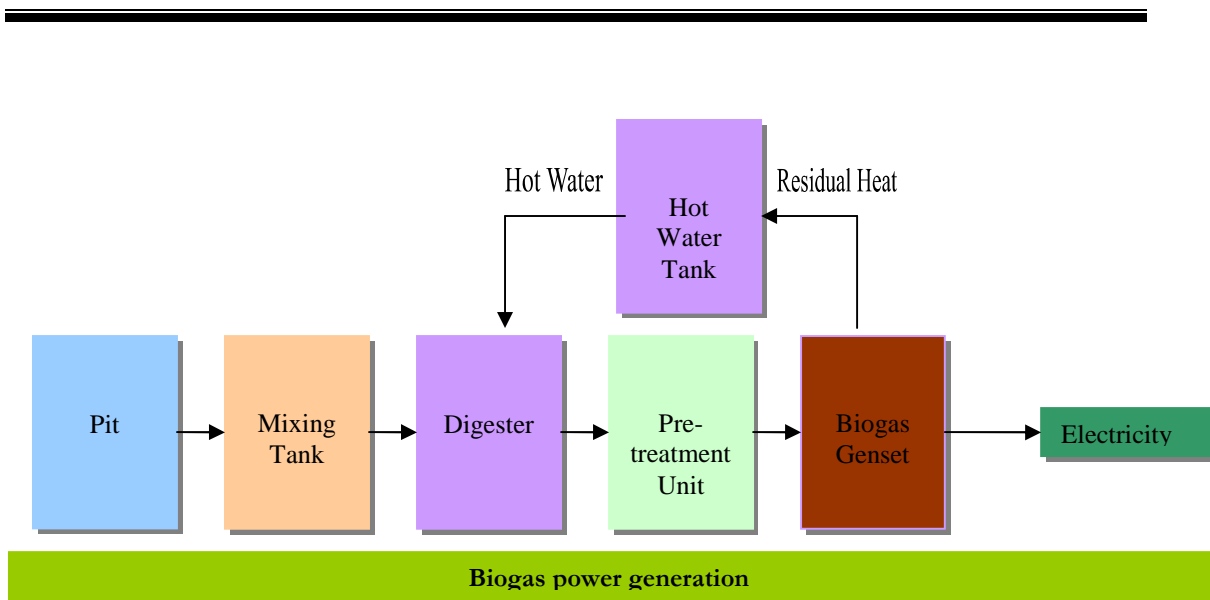 Hot Water
Residual Heat
Hot
Water
Tank
Pit
Mixing
Tank
Digester
Pre-
treatment
Unit
Biogas
Genset
Electricity
Biogas power generation